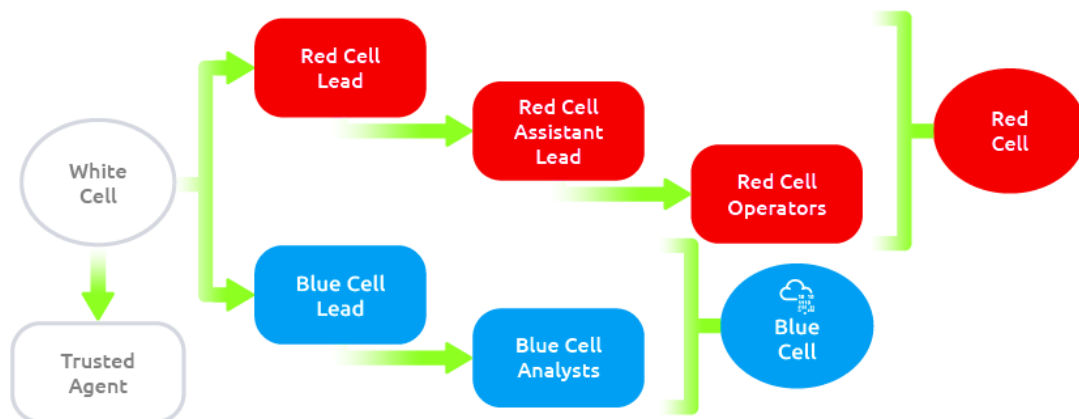 Red Cell
Lead
Red Cell
Assistant
Lead
Red
Cell
White
Cell
Red Cell
Operators
Blue Cell
Lead
Blue
Cell
Trusted
Agent
Blue Cell
Analysts